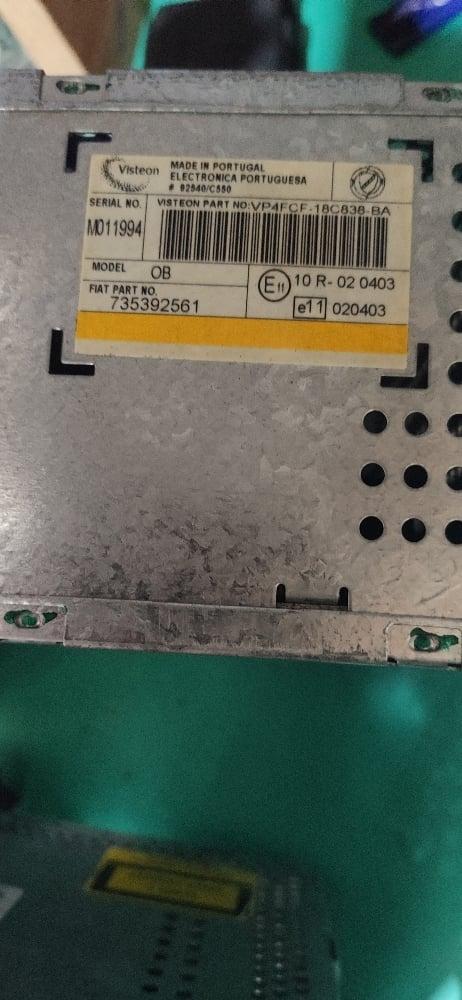 Visteon
MADE IN PORTUGAL
ELECTRONICA PORTUGUESA
# 92540/C550
SERIAL NO.
M011994
VISTEON PART NO:VP4FCF-18C838-BA
MODEL OB
FIAT PART NO.
735392561
E11 10 R- 02 0403
e11 020403